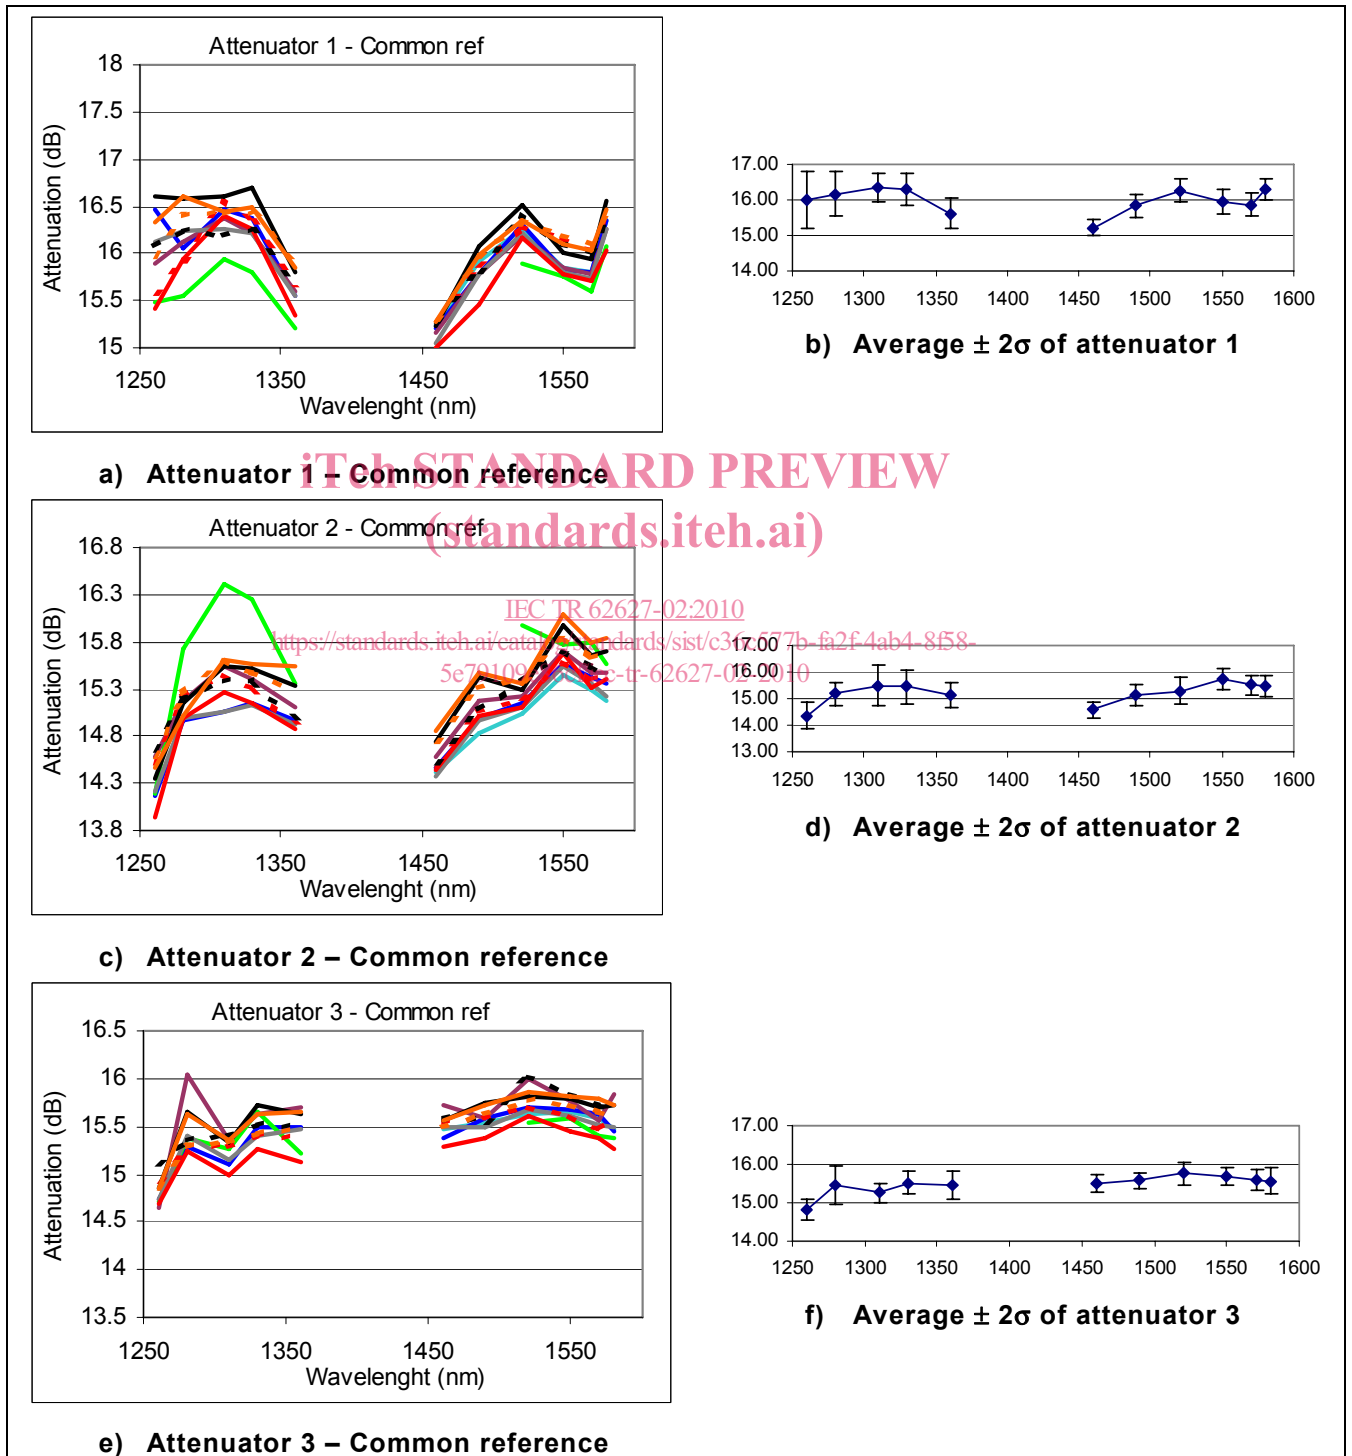 Attenuator 1 - Common ref
18
17.5
17
16.5
16
15.5
15
Attenuation (dB)
1250 1350 1450 1550
Wavelenght (nm)
a) Attenuator 1 – Common reference
17.00
16.00
15.00
14.00
1250 1300 1350 1400 1450 1500 1550 1600
b) Average ± 2σ of attenuator 1
iTeh STANDARD PREVIEW
(standards.iteh.ai)
Attenuator 2 - Common ref
16.8
16.3
15.8
15.3
14.8
14.3
13.8
Attenuation (dB)
1250 1350 1450 1550
Wavelenght (nm)
IEC TR 62627-02:2010
c) Attenuator 2 – Common reference
17.00
16.00
15.00
14.00
13.00
1250 1300 1350 1400 1450 1500 1550 1600
d) Average ± 2σ of attenuator 2
Attenuator 3 - Common ref
16.5
16
15.5
15
14.5
14
13.5
Attenuation (dB)
1250 1350 1450 1550
Wavelenght (nm)
e) Attenuator 3 – Common reference
17.00
16.00
15.00
14.00
1250 1300 1350 1400 1450 1500 1550 1600
f) Average ± 2σ of attenuator 3